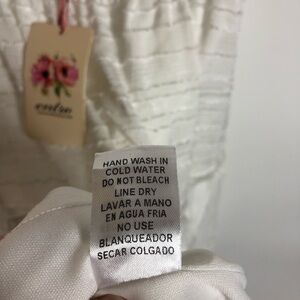 entro
HAND WASH IN
COLD WATER
DO NOT BLEACH
LINE DRY
LAVAR A MANO
EN AGUA FRIA
NO USE
BLANQUEADOR
SECAR COLGADO